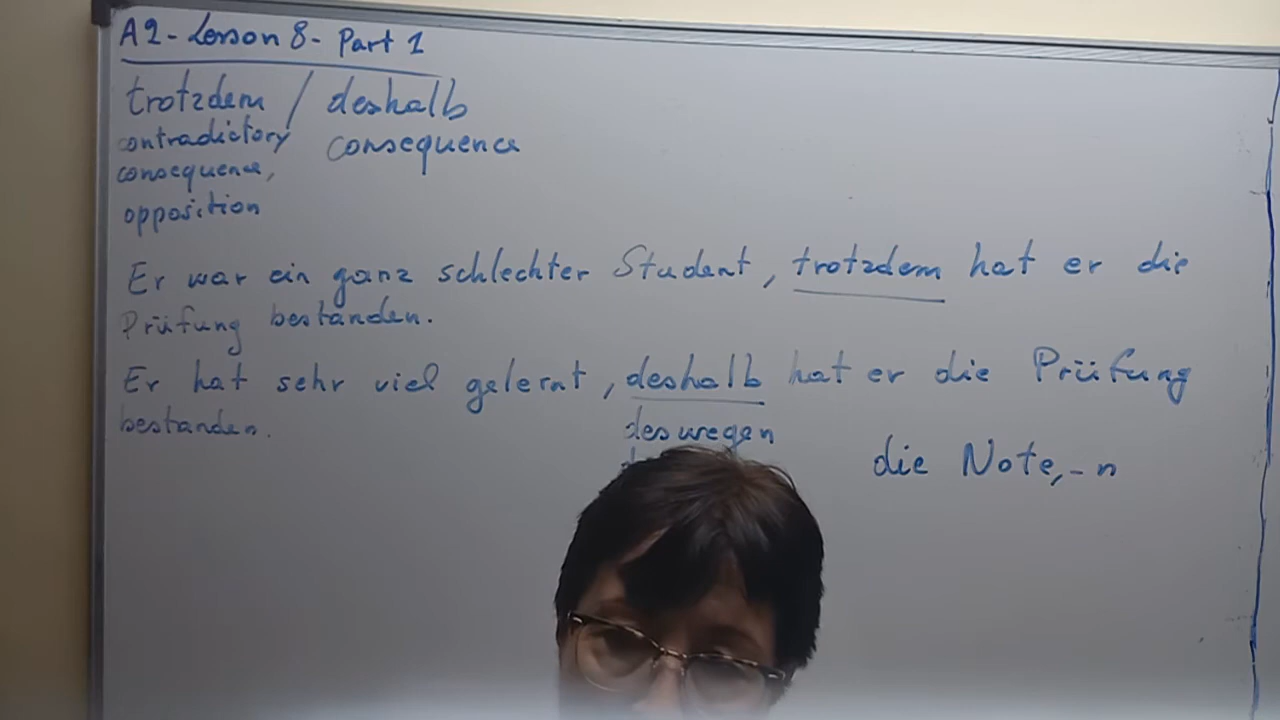 A2 - Lesson 8 - Part 1
trotzdem / deshalb
contradictory consequence
consequence,
opposition
Er war ein ganz schlechter Student, trotzdem hat er die
Prüfung bestanden.
Er hat sehr viel gelernt, deshalb hat er die Prüfung
bestanden.
deswegen
die Note, -n